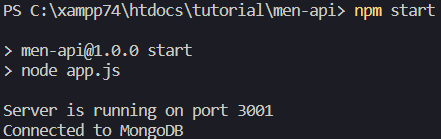 PS C:\xampp74\htdocs\tutorial\men-api> npm start
> men-api@1.0.0 start
> node app.js
Server is running on port 3001
Connected to MongoDB